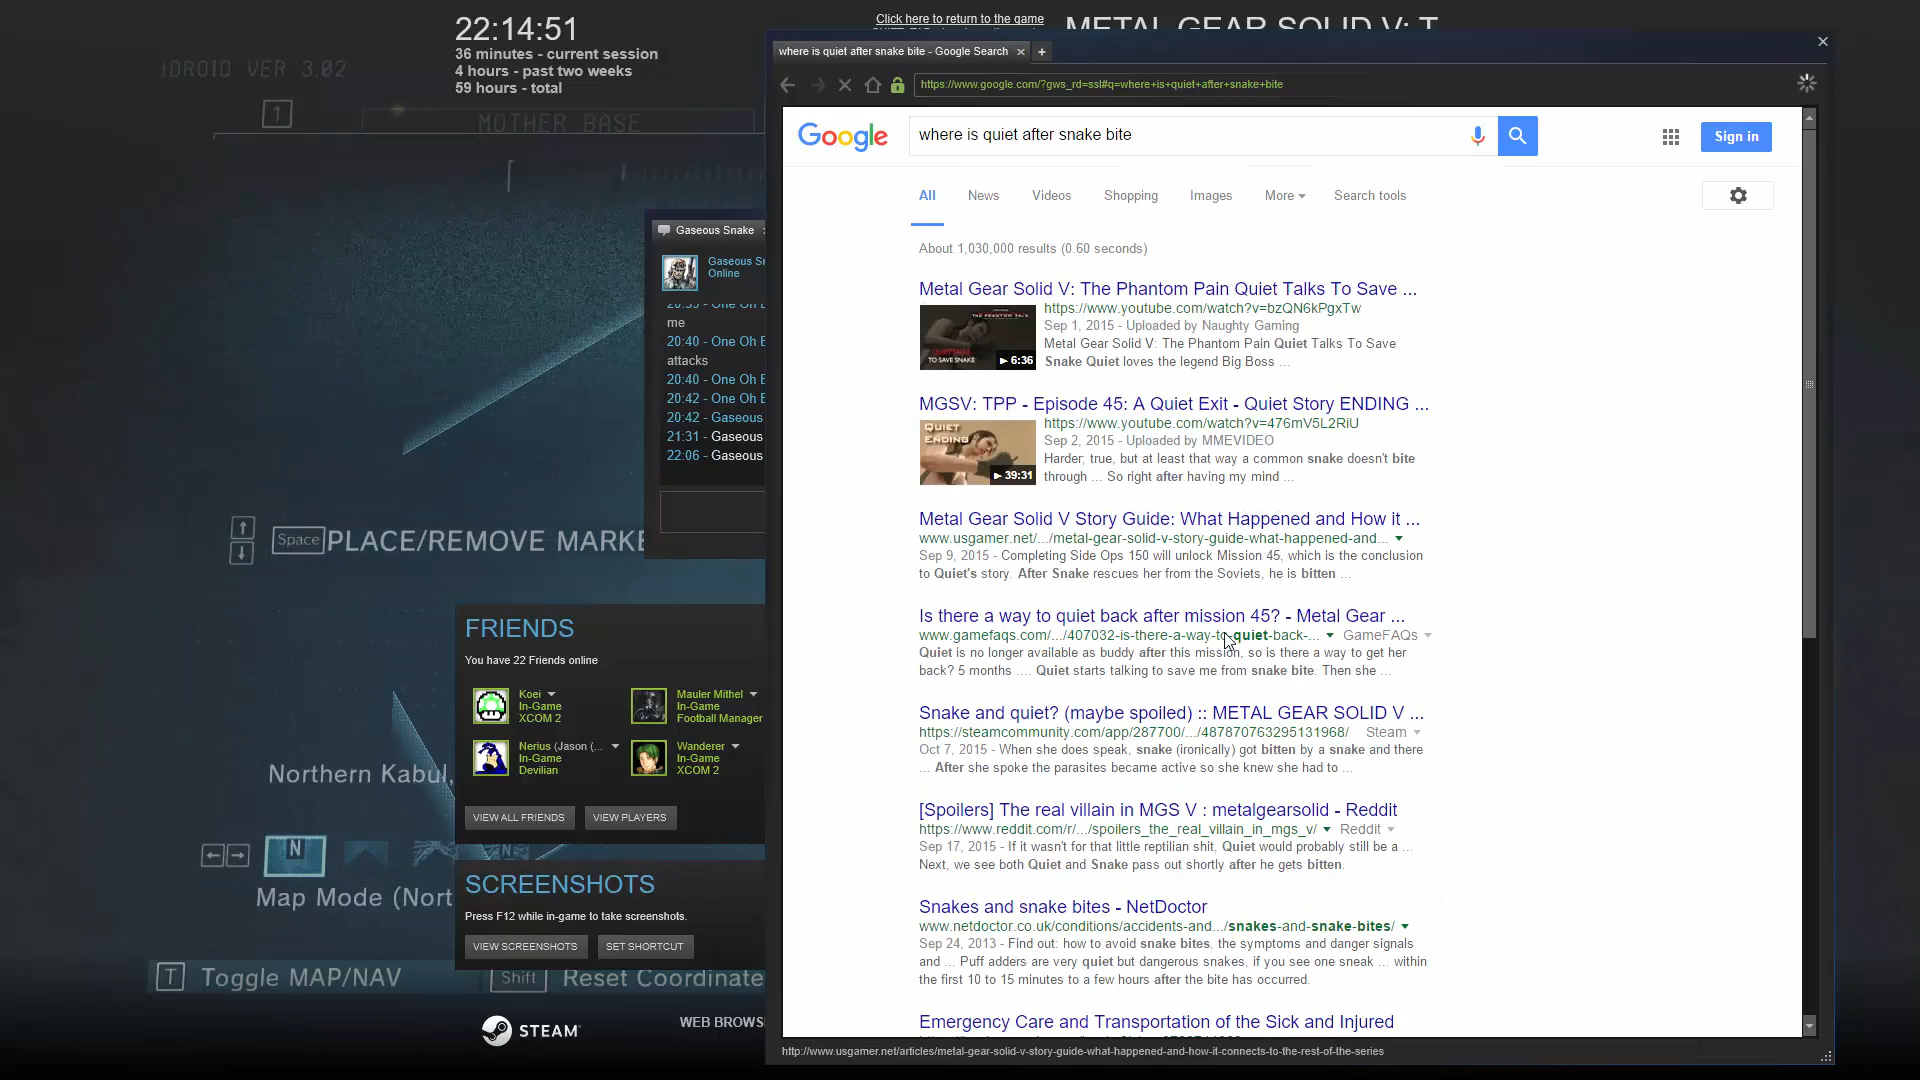 22:14:51
36 minutes - current session
4 hours - past two weeks
59 hours - total
Click here to return to the game
METAL GEAR SOLID V: T
iDROID VER 3.02
1
MOTHER BASE
where is quiet after snake bite - Google Search
https://www.google.com/?gws_rd=ssl#q=where+is+quiet+after+snake+bite
Google
where is quiet after snake bite
Sign in
All News Videos Shopping Images More Search tools
About 1,030,000 results (0.60 seconds)
Metal Gear Solid V: The Phantom Pain Quiet Talks To Save ...
https://www.youtube.com/watch?v=bzQN6kPgxTw
Sep 1, 2015 - Uploaded by Naughty Gaming
Metal Gear Solid V: The Phantom Pain Quiet Talks To Save
Snake Quiet loves the legend Big Boss ...
6:36
MGSV: TPP - Episode 45: A Quiet Exit - Quiet Story ENDING ...
https://www.youtube.com/watch?v=476mV5L2RiU
Sep 2, 2015 - Uploaded by MMEVIDEO
Harder; true, but at least that way a common snake doesn't bite
through ... So right after having my mind ...
QUIET
ENDING
39:31
Metal Gear Solid V Story Guide: What Happened and How it ...
www.usgamer.net/.../metal-gear-solid-v-story-guide-what-happened-and...
Sep 9, 2015 - Completing Side Ops 150 will unlock Mission 45, which is the conclusion
to Quiet's story. After Snake rescues her from the Soviets, he is bitten ...
Is there a way to quiet back after mission 45? - Metal Gear ...
www.gamefaqs.com/.../407032-is-there-a-way-to-quiet-back-... GameFAQs
Quiet is no longer available as buddy after this mission, so is there a way to get her
back? 5 months .... Quiet starts talking to save me from snake bite. Then she ...
Snake and quiet? (maybe spoiled) :: METAL GEAR SOLID V ...
https://steamcommunity.com/app/287700/.../487870763295131968/ Steam
Oct 7, 2015 - When she does speak, snake (ironically) got bitten by a snake and there
... After she spoke the parasites became active so she knew she had to ...
[Spoilers] The real villain in MGS V : metalgearsolid - Reddit
https://www.reddit.com/r/.../spoilers_the_real_villain_in_mgs_v/ Reddit
Sep 17, 2015 - If it wasn't for that little reptilian shit, Quiet would probably still be a ...
Next, we see both Quiet and Snake pass out shortly after he gets bitten.
Snakes and snake bites - NetDoctor
www.netdoctor.co.uk/conditions/accidents-and.../snakes-and-snake-bites/
Sep 24, 2013 - Find out: how to avoid snake bites, the symptoms and danger signals
and ... Puff adders are very quiet but dangerous snakes, if you see one sneak ... within
the first 10 to 15 minutes to a few hours after the bite has occurred.
Emergency Care and Transportation of the Sick and Injured
http://www.usgamer.net/articles/metal-gear-solid-v-story-guide-what-happened-and-how-it-connects-to-the-rest-of-the-series
Gaseous Snake
Gaseous S
Online
me
20:40 - One Oh
attacks
20:40 - One Oh
20:42 - One Oh
20:42 - Gaseous
21:31 - Gaseous
22:06 - Gaseous
Space PLACE/REMOVE MARKE
FRIENDS
You have 22 Friends online
Koei
In-Game
XCOM 2
Mauler Mithel
In-Game
Football Manager
Nerius (Jason (...
In-Game
Devilian
Wanderer
In-Game
XCOM 2
VIEW ALL FRIENDS
VIEW PLAYERS
Northern Kabul,
N
Map Mode (Nort
SCREENSHOTS
Press F12 while in-game to take screenshots.
VIEW SCREENSHOTS
SET SHORTCUT
T Toggle MAP/NAV
Shift Reset Coordinate
STEAM
WEB BROWS